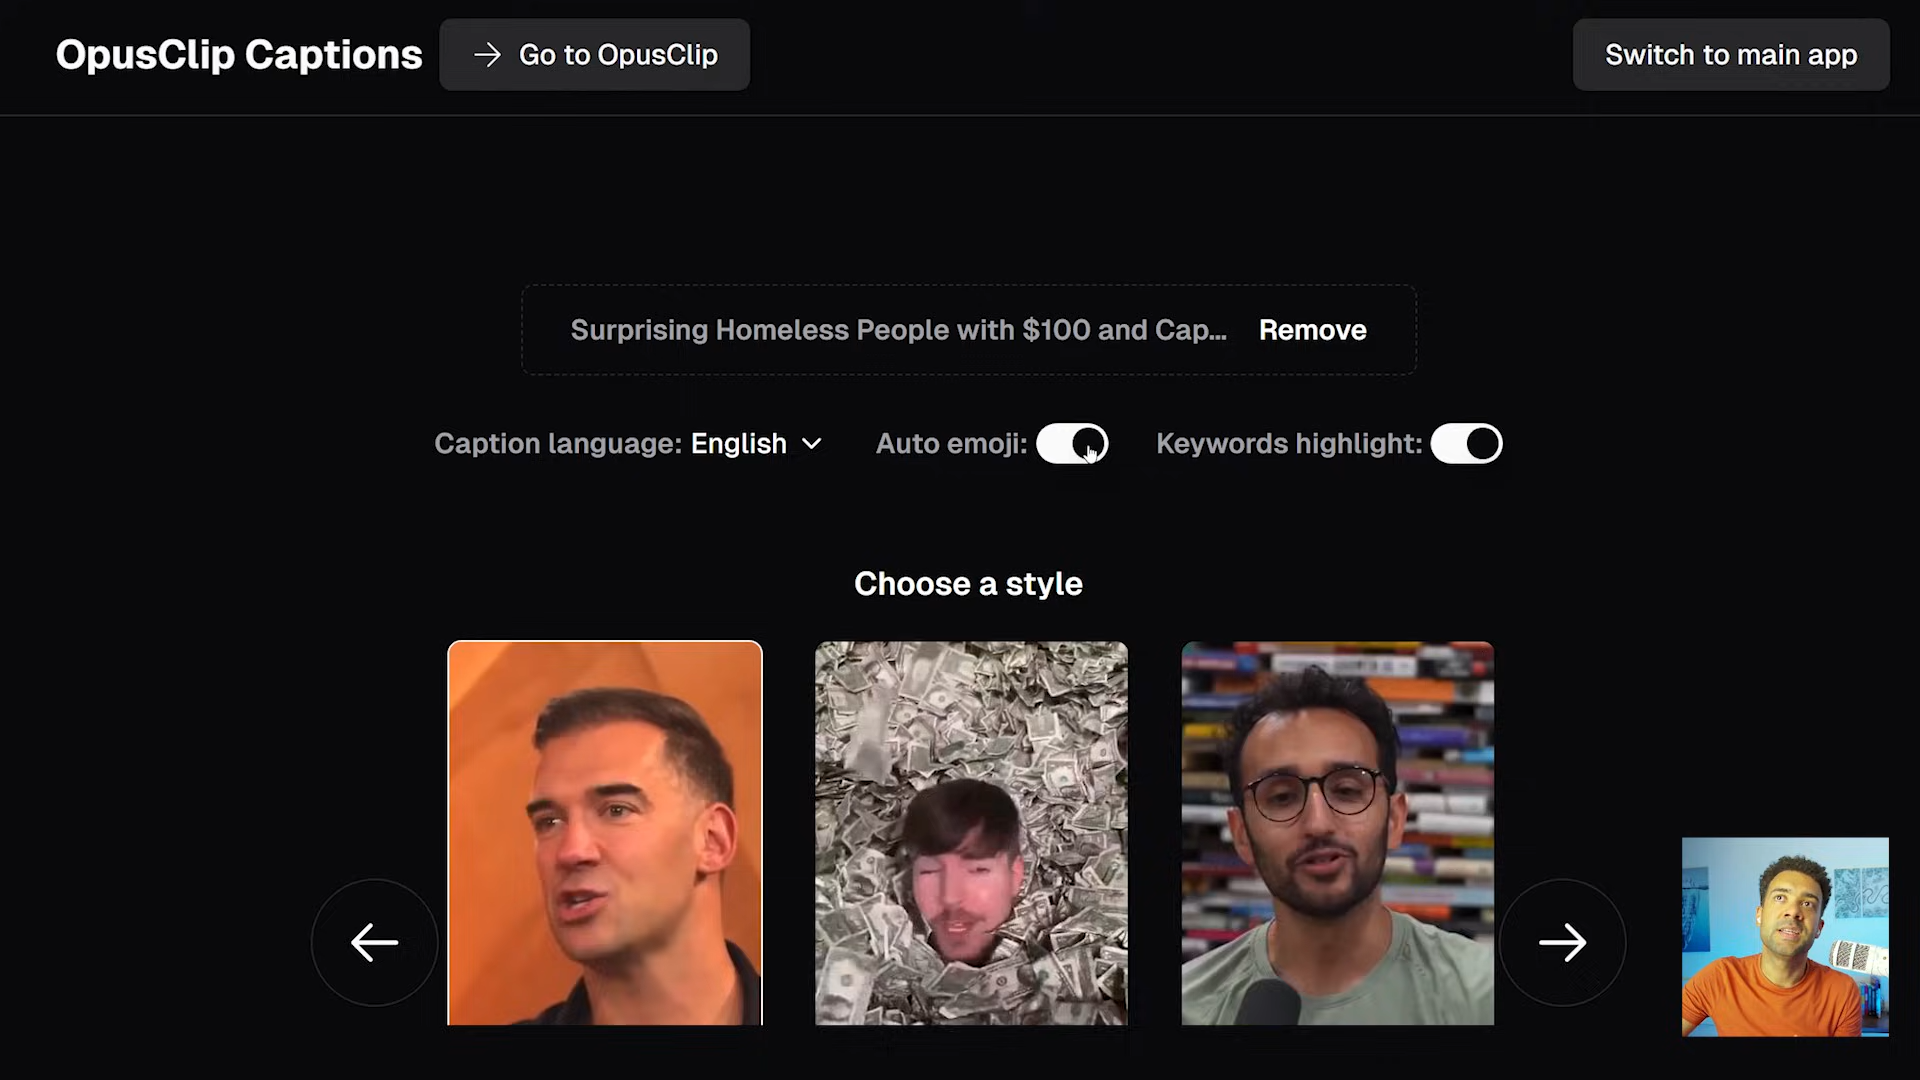 OpusClip Captions
→ Go to OpusClip
Switch to main app
Surprising Homeless People with $100 and Cap... Remove
Caption language: English
Auto emoji:
Keywords highlight:
Choose a style